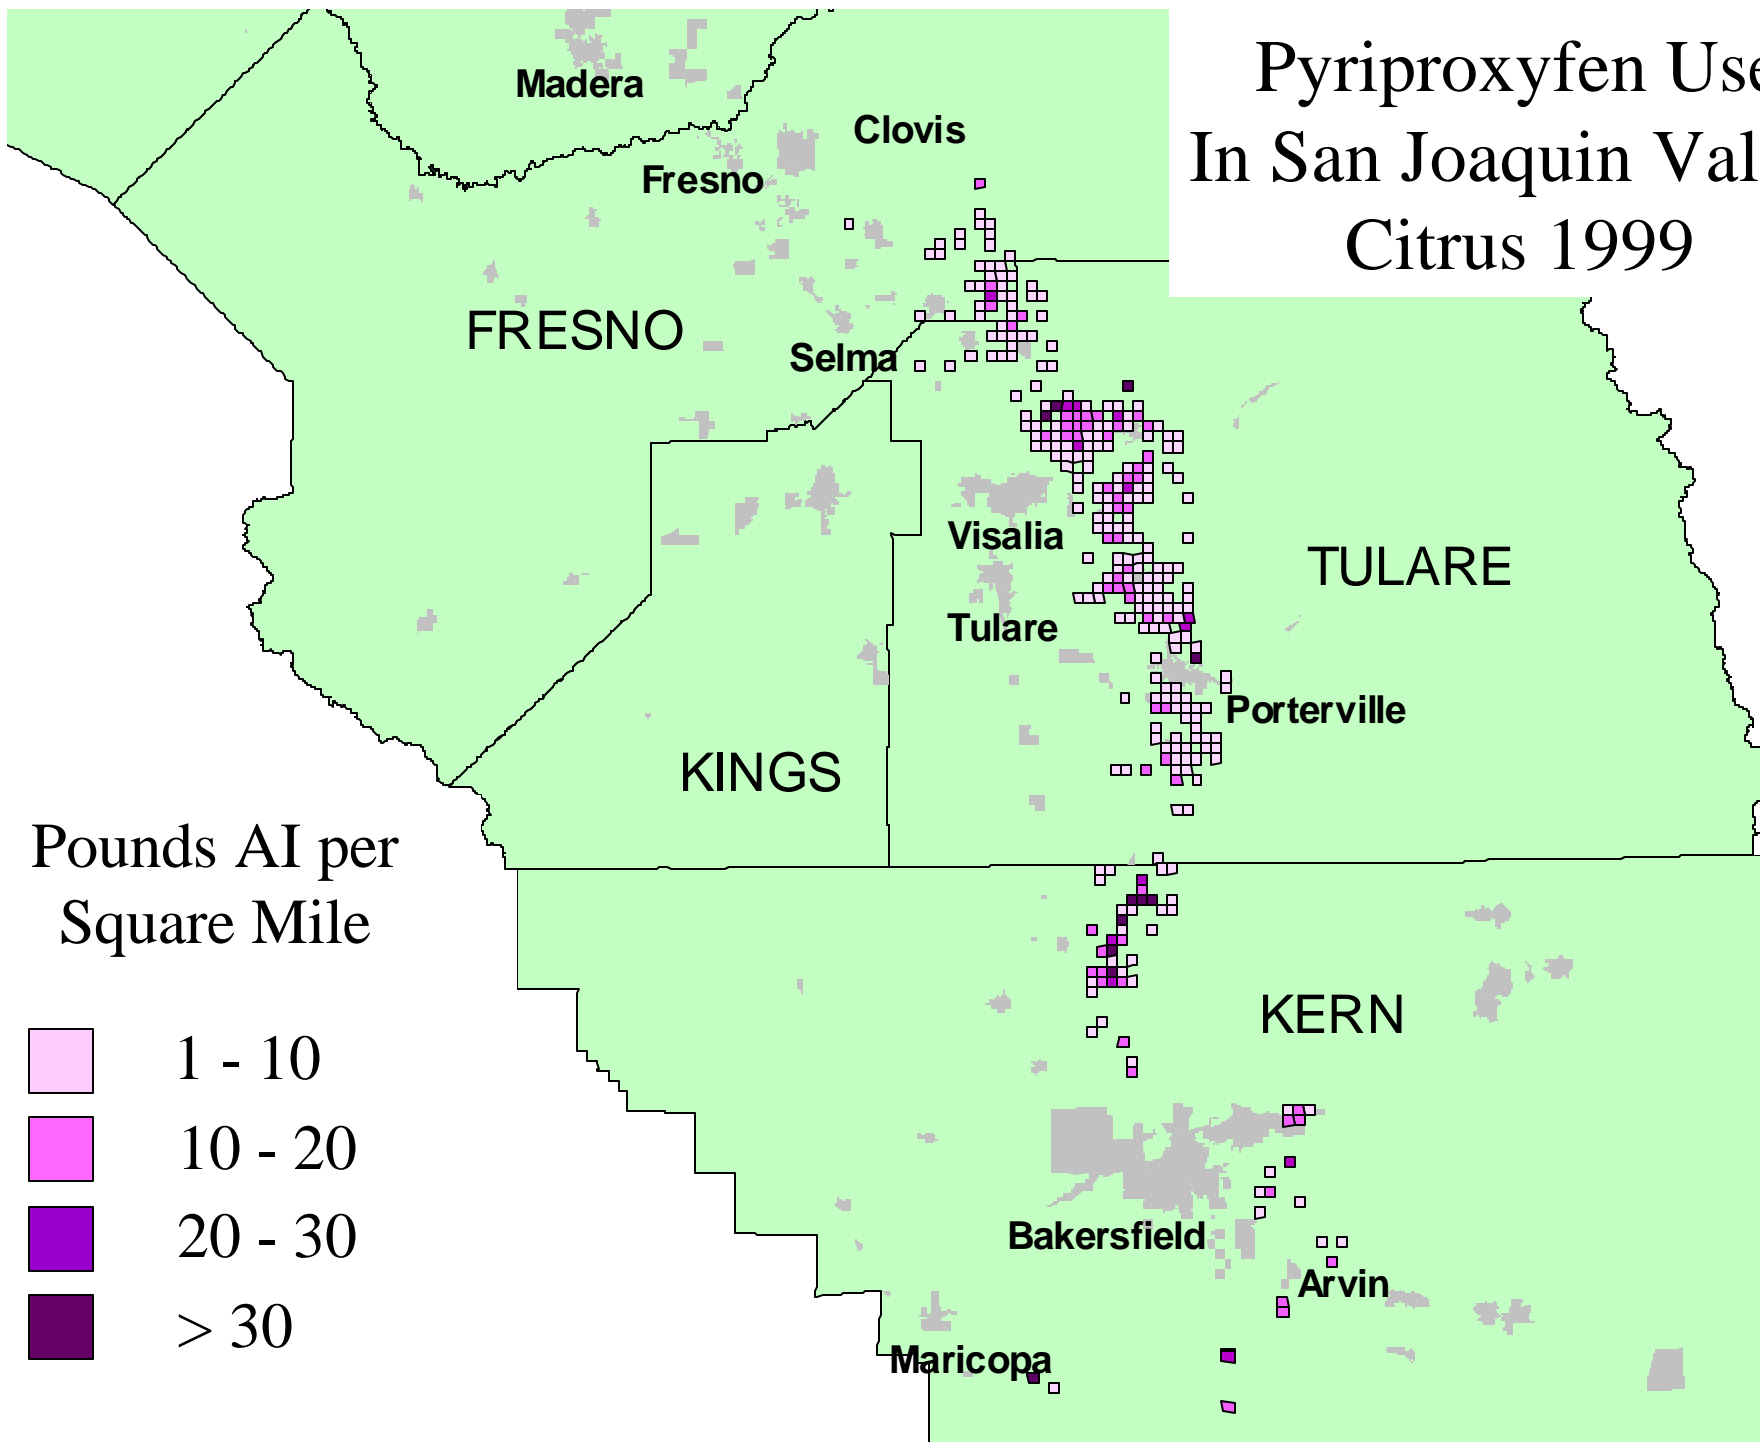 Pyriproxyfen Use
In San Joaquin Val
Citrus 1999
Madera
Clovis
Fresno
FRESNO
Selma
Visalia
TULARE
Tulare
Porterville
KINGS
Pounds AI per
Square Mile
KERN
1 - 10
10 - 20
20 - 30
> 30
Bakersfield
Arvin
Maricopa